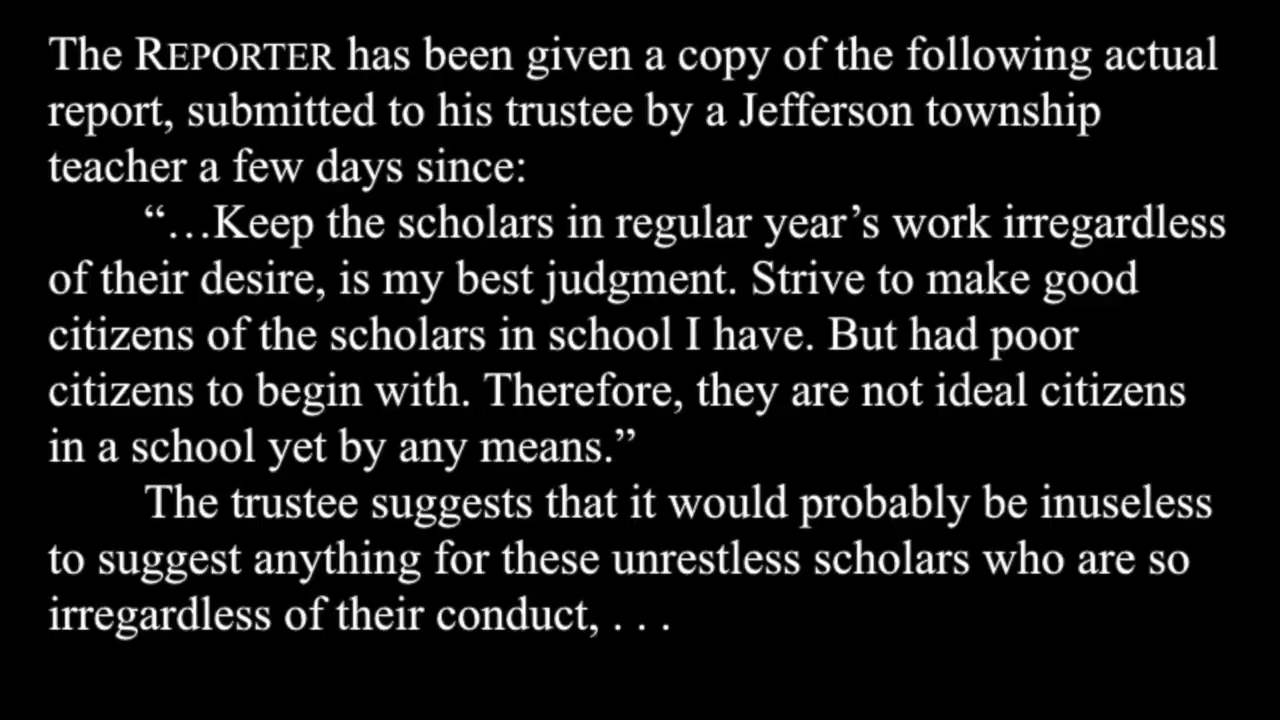 The REPORTER has been given a copy of the following actual
report, submitted to his trustee by a Jefferson township
teacher a few days since:
“…Keep the scholars in regular year’s work irregardless
of their desire, is my best judgment. Strive to make good
citizens of the scholars in school I have. But had poor
citizens to begin with. Therefore, they are not ideal citizens
in a school yet by any means.”
The trustee suggests that it would probably be inuseless
to suggest anything for these unrestless scholars who are so
irregardless of their conduct, . . .